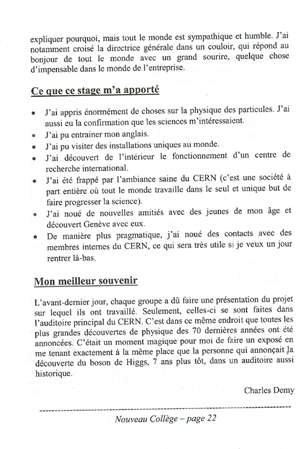 expliquer pourquoi, mais tout le monde est sympathique et humble. J'ai
notamment croisé la directrice générale dans un couloir, qui répond au
bonjour de tout le monde avec un grand sourire, quelque chose
d'impensable dans le monde de l'entreprise.
Ce que ce stage m'a apporté
• J'ai appris énormément de choses sur la physique des particules. J'ai
aussi eu la confirmation que les sciences m'intéressaient.
• J'ai pu entrainer mon anglais.
• J'ai pu visiter des installations uniques au monde.
• J'ai découvert de l'intérieur le fonctionnement d'un centre de
recherche international.
• J'ai été frappé par l'ambiance saine du CERN (c'est une société à
part entière où tout le monde travaille dans le seul et unique but de
faire progresser la science).
• J'ai noué de nouvelles amitiés avec des jeunes de mon âge et
découvert Genève avec eux.
• De manière plus pragmatique, j'ai noué des contacts avec des
membres internes du CERN, ce qui sera très utile si je veux un jour
rentrer là-bas.
Mon meilleur souvenir
L'avant-dernier jour, chaque groupe a dû faire une présentation du projet
sur lequel ils ont travaillé. Seulement, celles-ci se sont faites dans
l'auditoire principal du CERN. C'est dans ce même endroit que toutes les
plus grandes découvertes de physique des 70 dernières années ont été
annoncées. C'était un moment magique pour moi de faire un exposé en
me tenant exactement à la même place que la personne qui annonçait la
découverte du boson de Higgs, 7 ans plus tôt, dans un auditoire aussi
historique.
Charles Demy
Nouveau Collège – page 22